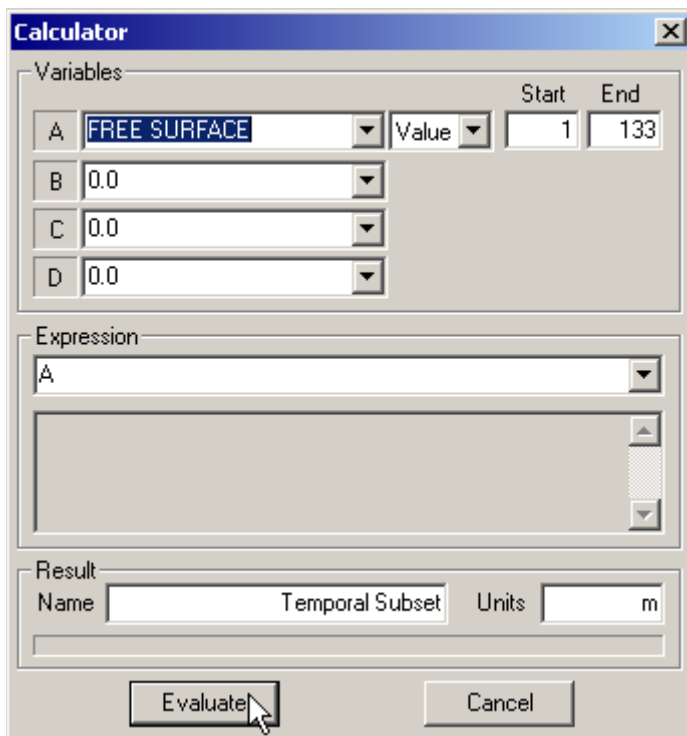 Calculator
Variables
Start End
A FREE SURFACE Value 1 133
B 0.0
C 0.0
D 0.0
Expression
A
Result
Name Temporal Subset Units m
Evaluate Cancel